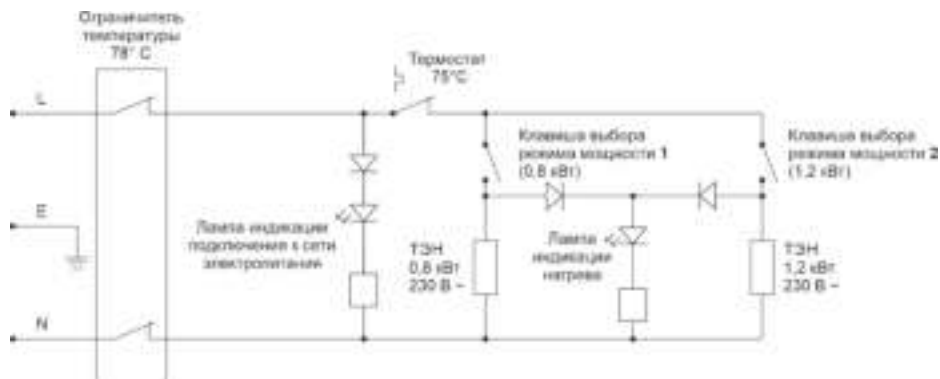 Ограничитель
температуры
78° С
Термостат
75°С
L
Клавиша выбора
режима мощности 1
(0,8 кВт)
Клавиша выбора
режима мощности 2
(1,2 кВт)
E
Лампа индикации
подключения к сети
электропитания
ТЭН
0,8 кВт
230 В ~
Лампа
индикации
нагрева
ТЭН
1,2 кВт
230 В ~
N